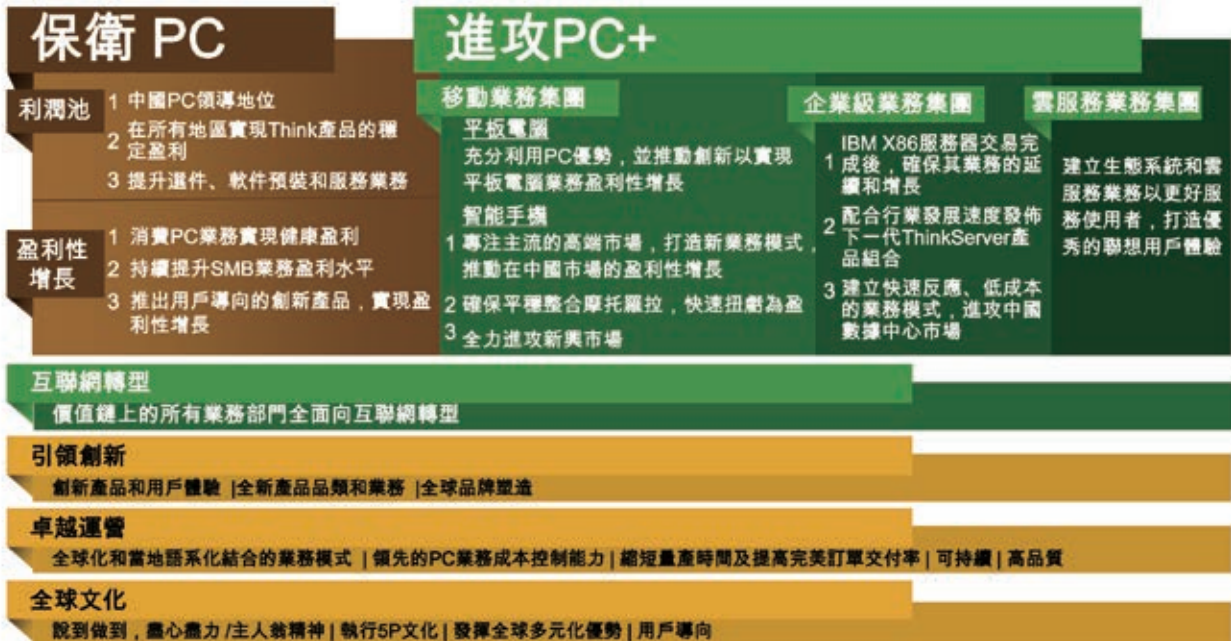 保衛 PC
進攻PC+
利潤池
1 中國PC領導地位
2 在所有地區實現Think產品的穩
定盈利
3 提升選件、軟件預裝和服務業務
盈利性
增長
1 消費PC業務實現健康盈利
2 持續提升SMB業務盈利水平
3 推出用戶導向的創新產品，實現盈
利性增長
移動業務集團
平板電腦
充分利用PC優勢，並推動創新以實現
平板電腦業務盈利性增長
智能手機
1 專注主流的高端市場，打造新業務模式，
推動在中國市場的盈利性增長
2 確保平穩整合摩托羅拉，快速扭虧為盈
3 全力進攻新興市場
企業級業務集團
IBM X86服務器交易完
1 成後，確保其業務的延
續和增長
2 配合行業發展速度發佈
下一代ThinkServer產
品組合
3 建立快速反應、低成本
的業務模式，進攻中國
數據中心市場
雲服務業務集團
建立生態系統和雲
服務業務以更好服
務使用者，打造優
秀的聯想用戶體驗
互聯網轉型
價值鏈上的所有業務部門全面向互聯網轉型
引領創新
創新產品和用戶體驗 |全新產品品類和業務 |全球品牌塑造
卓越運營
全球化和當地語系化結合的業務模式 | 領先的PC業務成本控制能力 | 縮短量產時間及提高完美訂單交付率 | 可持續 | 高品質
全球文化
說到做到，盡心盡力 /主人翁精神 | 執行5P文化 | 發揮全球多元化優勢 | 用戶導向